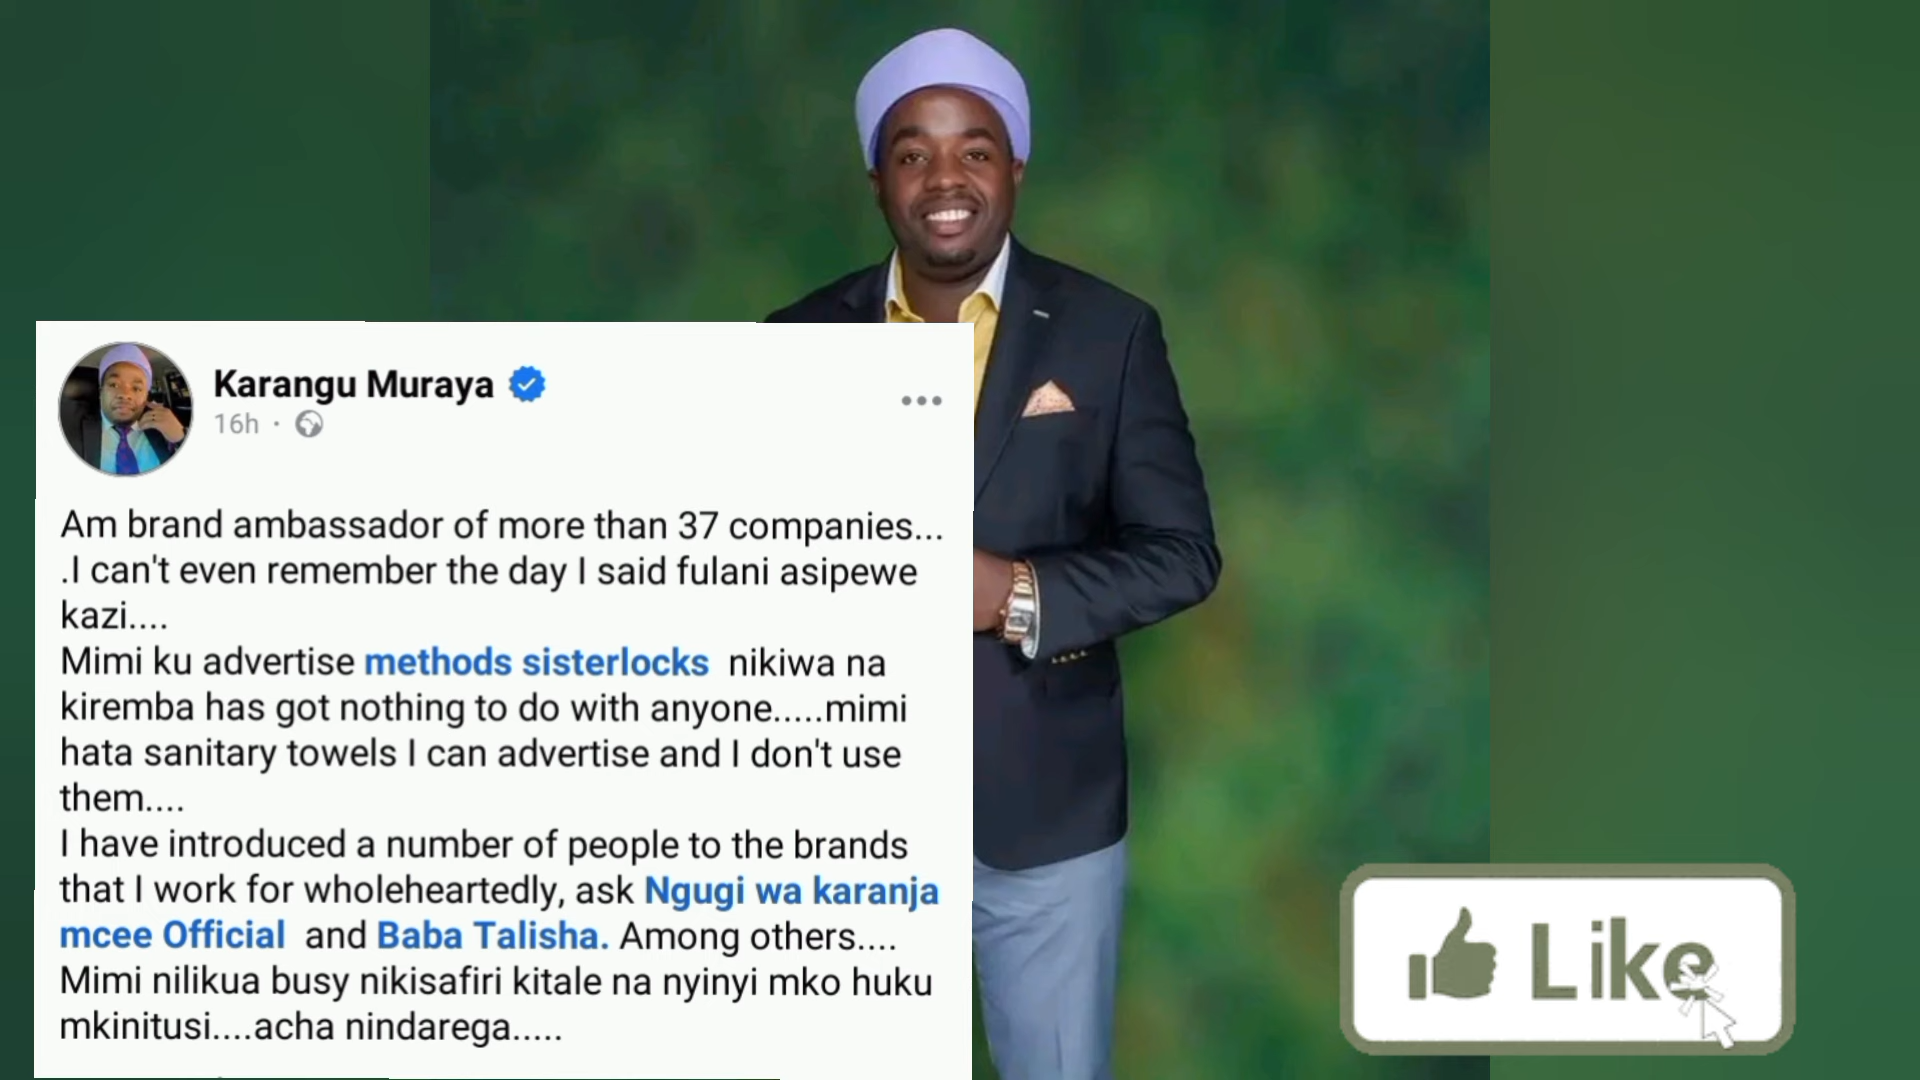 Karangu Muraya
16h ·
Am brand ambassador of more than 37 companies...
.I can't even remember the day I said fulani asipewe
kazi....
Mimi ku advertise methods sisterlocks nikiwa na
kiremba has got nothing to do with anyone.....mimi
hata sanitary towels I can advertise and I don't use
them....
I have introduced a number of people to the brands
that I work for wholeheartedly, ask Ngugi wa karanja
mcee Official and Baba Talisha. Among others....
Mimi nilikua busy nikisafiri kitale na nyinyi mko huku
mkinitusi....acha nindarega.....
Like